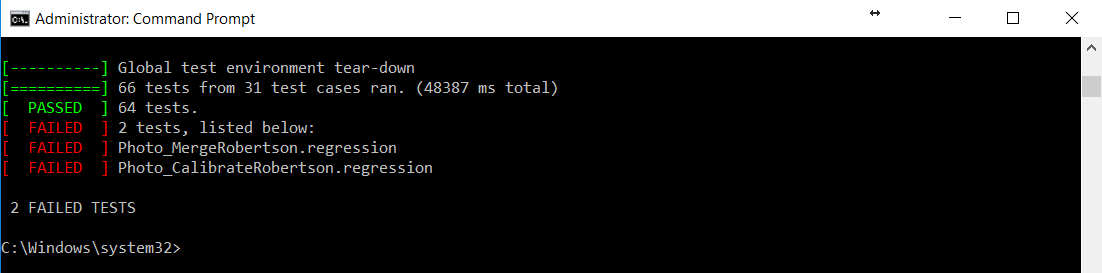 Administrator: Command Prompt
[----------] Global test environment tear-down
[==========] 66 tests from 31 test cases ran. (48387 ms total)
[  PASSED  ] 64 tests.
[  FAILED  ] 2 tests, listed below:
[  FAILED  ] Photo_MergeRobertson.regression
[  FAILED  ] Photo_CalibrateRobertson.regression
 2 FAILED TESTS
C:\Windows\system32>